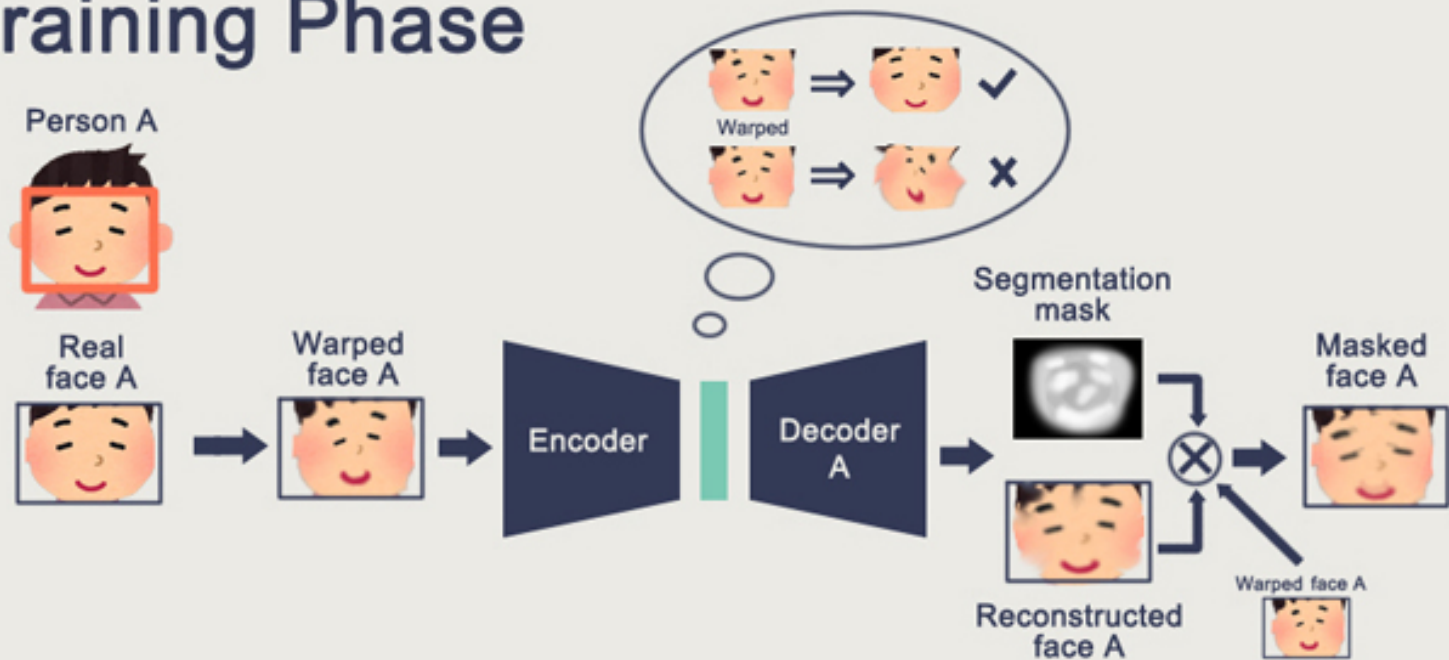 raining Phase
Person A
Warped
Real
face A
Warped
face A
Encoder
Decoder
A
Segmentation
mask
Reconstructed
face A
Warped face A
Masked
face A